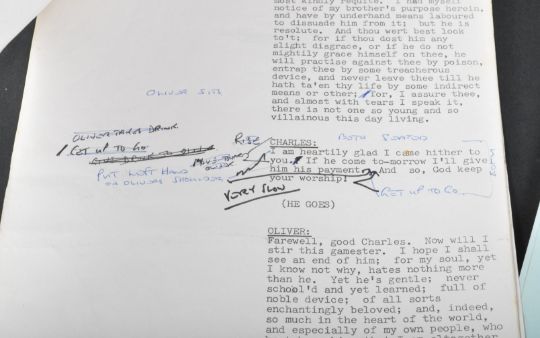 most kindly requite. I had myself
notice of my brother's purpose herein,
and have by underhand means laboured
to dissuade him from it; but he is
resolute. And thou wert best look
to't; for if thou dost him any
slight disgrace, or if he do not
mightily grace himself on thee, he
will practise against thee by poison,
entrap thee by some treacherous
device, and never leave thee till he
hath ta'en thy life by some indirect
means or other; for, I assure thee,
and almost with tears I speak it,
there is not one so young and so
villainous this day living.
OLIVER SITS
OLIVER TAKES DRINK
GET UP TO GO
PUT LEFT HAND
ON OLIVERS SHOULDER
RISE
VERY SLOW
BOTH SEATED
CHARLES:
I am heartily glad I came hither to
you. If he come to-morrow I'll give
him his payment. And so, God keep
your worship!
GET UP TO GO
(HE GOES)
OLIVER:
Farewell, good Charles. Now will I
stir this gamester. I hope I shall
see an end of him; for my soul, yet
I know not why, hates nothing more
than he. Yet he's gentle; never
school'd and yet learned; full of
noble device; of all sorts
enchantingly beloved; and, indeed,
so much in the heart of the world,
and especially of my own people, who